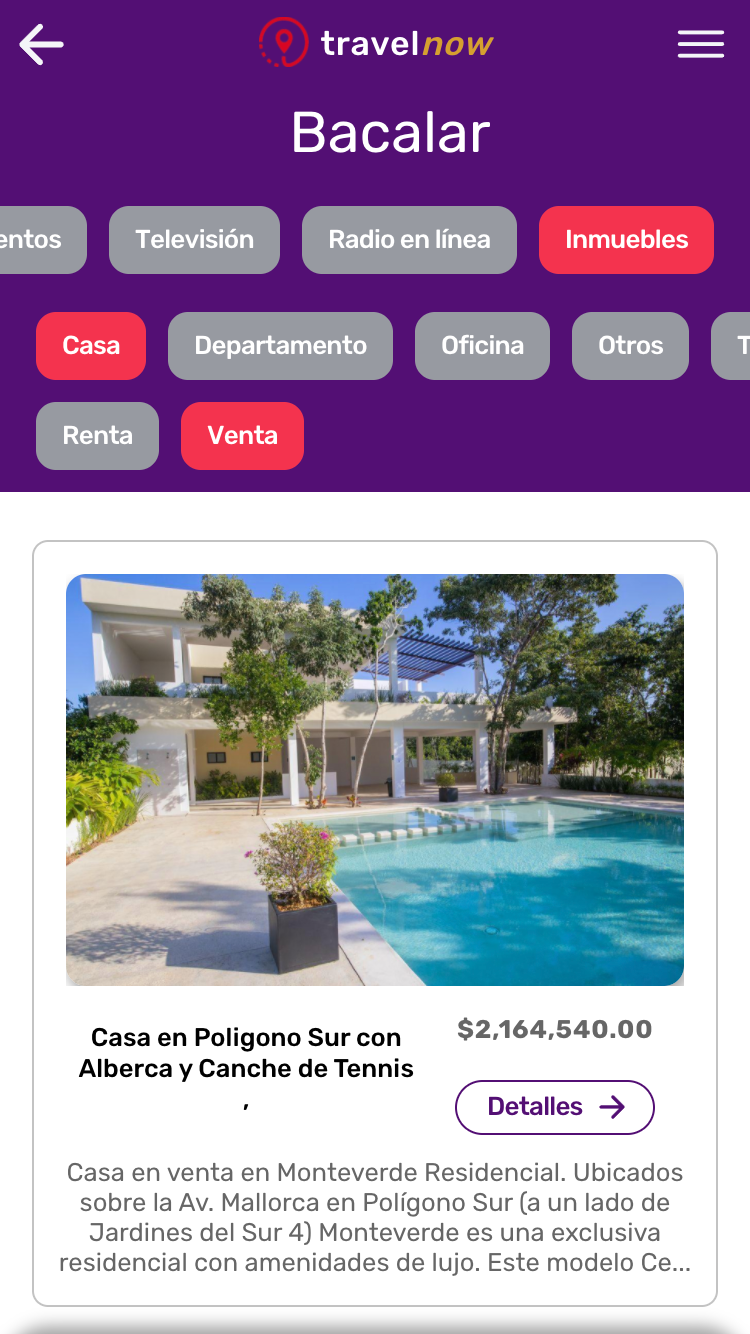 travelnow
Bacalar
entos Televisión Radio en línea Inmuebles
Casa Departamento Oficina Otros T
Renta Venta
Casa en Poligono Sur con
Alberca y Canche de Tennis
,
$2,164,540.00
Detalles
Casa en venta en Monteverde Residencial. Ubicados
sobre la Av. Mallorca en Polígono Sur (a un lado de
Jardines del Sur 4) Monteverde es una exclusiva
residencial con amenidades de lujo. Este modelo Ce...